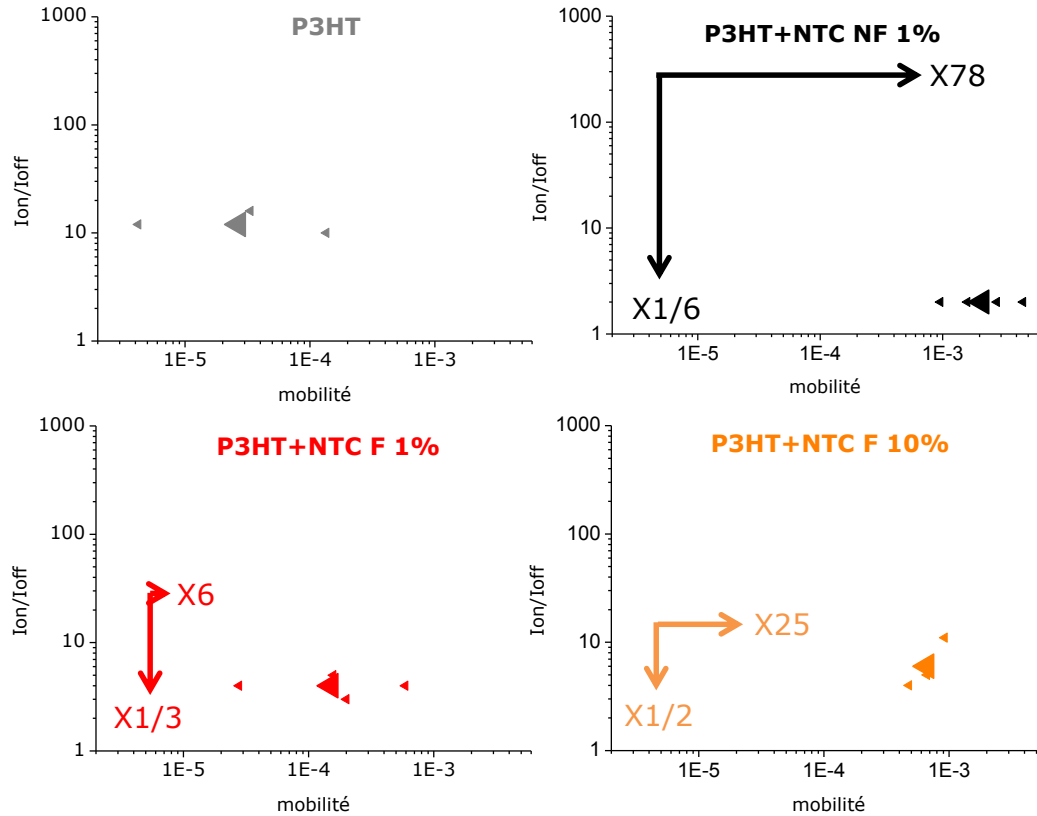 P3HT
1000
100
10
1
Ion/Ioff
1E-5 1E-4 1E-3
mobilité
P3HT+NTC NF 1%
X78
X1/6
1000
100
10
1
Ion/Ioff
1E-5 1E-4 1E-3
mobilité
P3HT+NTC F 1%
X6
X1/3
1000
100
10
1
Ion/Ioff
1E-5 1E-4 1E-3
mobilité
P3HT+NTC F 10%
X25
X1/2
1000
100
10
1
Ion/Ioff
1E-5 1E-4 1E-3
mobilité